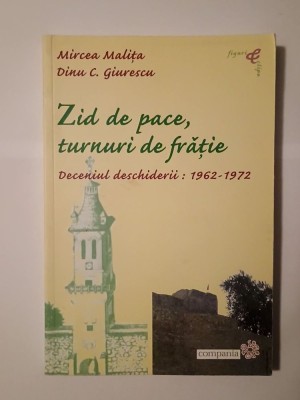 Mircea Malița
Dinu C. Giurescu
Zid de pace,
turnuri de frăție
Deceniul deschiderii : 1962-1972
compania